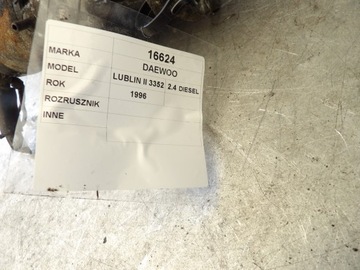 16624
MARKA DAEWOO
MODEL LUBLIN II 3352 2.4 DIESEL
ROK 1996
ROZRUSZNIK
INNE